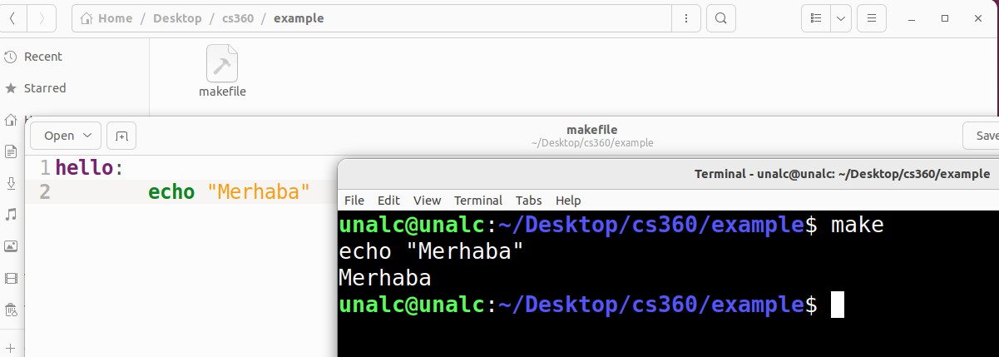 Home / Desktop / cs360 / example
Recent
Starred
makefile
Open
makefile
~/Desktop/cs360/example
Save
1 hello:
2 echo "Merhaba"
Terminal - unalc@unalc: ~/Desktop/cs360/example
File Edit View Terminal Tabs Help
unalc@unalc:~/Desktop/cs360/example$ make
echo "Merhaba"
Merhaba
unalc@unalc:~/Desktop/cs360/example$